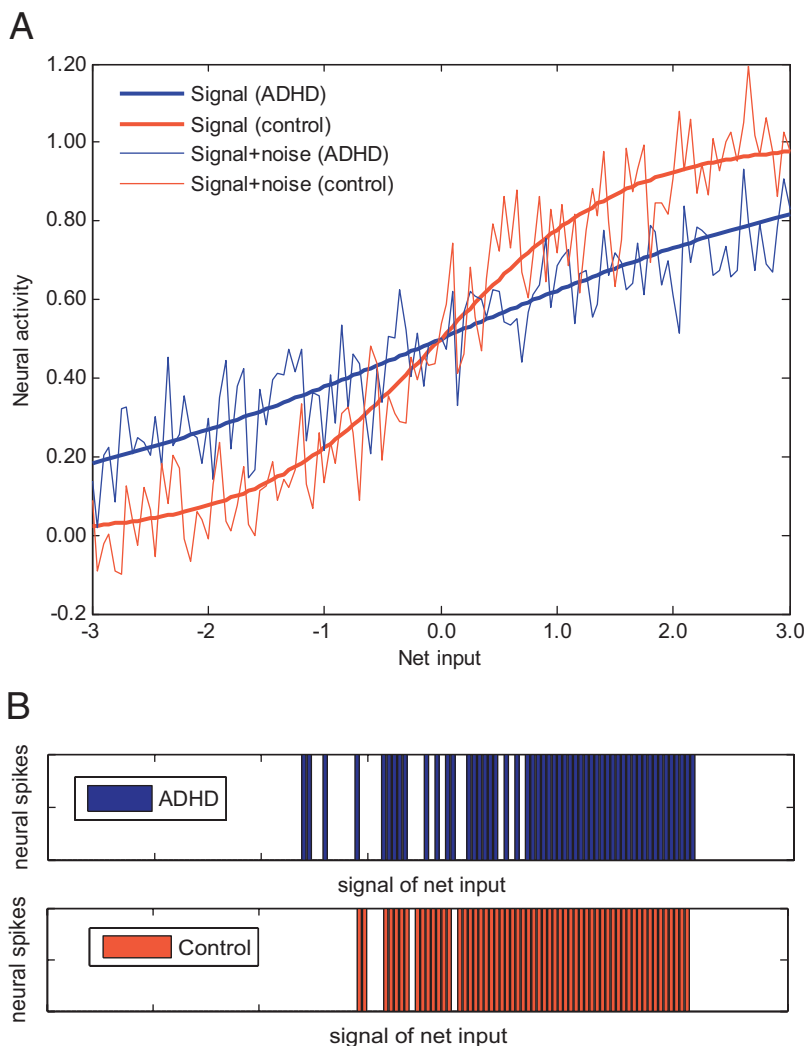 A
1.20
1.00
0.80
0.60
0.40
0.20
0.00
-0.2
Neural activity
Signal (ADHD)
Signal (control)
Signal+noise (ADHD)
Signal+noise (control)
-3 -2 -1 0.0 1.0 2.0 3.0
Net input
B
neural spikes
ADHD
signal of net input
neural spikes
Control
signal of net input